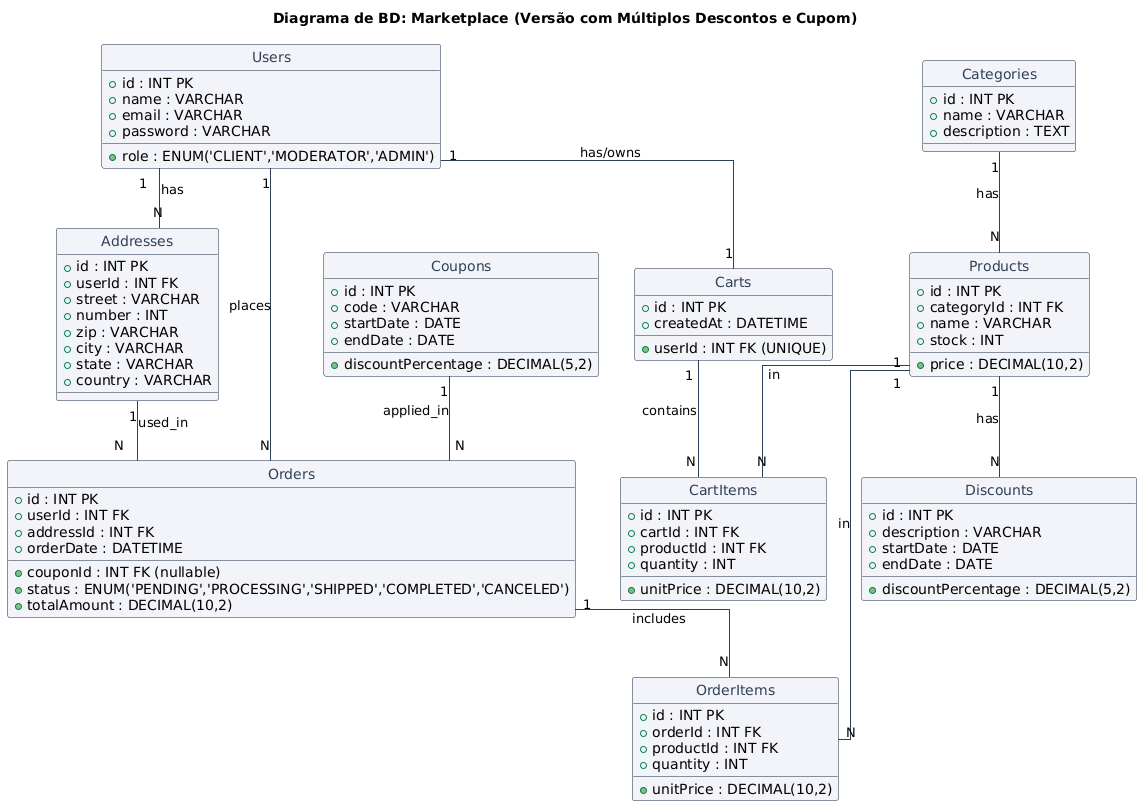 Diagrama de BD: Marketplace (Versão com Múltiplos Descontos e Cupom)
Users
id : INT PK
name : VARCHAR
email : VARCHAR
password : VARCHAR
role : ENUM('CLIENT','MODERATOR','ADMIN')
Categories
id : INT PK
name : VARCHAR
description : TEXT
1
has/owns
1
1
has
N
1
places
N
1
has
N
1
Addresses
id : INT PK
userId : INT FK
street : VARCHAR
number : INT
zip : VARCHAR
city : VARCHAR
state : VARCHAR
country : VARCHAR
Coupons
id : INT PK
code : VARCHAR
startDate : DATE
endDate : DATE
discountPercentage : DECIMAL(5,2)
Carts
id : INT PK
createdAt : DATETIME
userId : INT FK (UNIQUE)
Products
id : INT PK
categoryId : INT FK
name : VARCHAR
stock : INT
price : DECIMAL(10,2)
1
used_in
N
1
applied_in
N
1
contains
N
in
N
1
1
has
N
in
N
Orders
id : INT PK
userId : INT FK
addressId : INT FK
orderDate : DATETIME
couponId : INT FK (nullable)
status : ENUM('PENDING','PROCESSING','SHIPPED','COMPLETED','CANCELED')
totalAmount : DECIMAL(10,2)
CartItems
id : INT PK
cartId : INT FK
productId : INT FK
quantity : INT
unitPrice : DECIMAL(10,2)
Discounts
id : INT PK
description : VARCHAR
startDate : DATE
endDate : DATE
discountPercentage : DECIMAL(5,2)
1
includes
N
OrderItems
id : INT PK
orderId : INT FK
productId : INT FK
quantity : INT
unitPrice : DECIMAL(10,2)